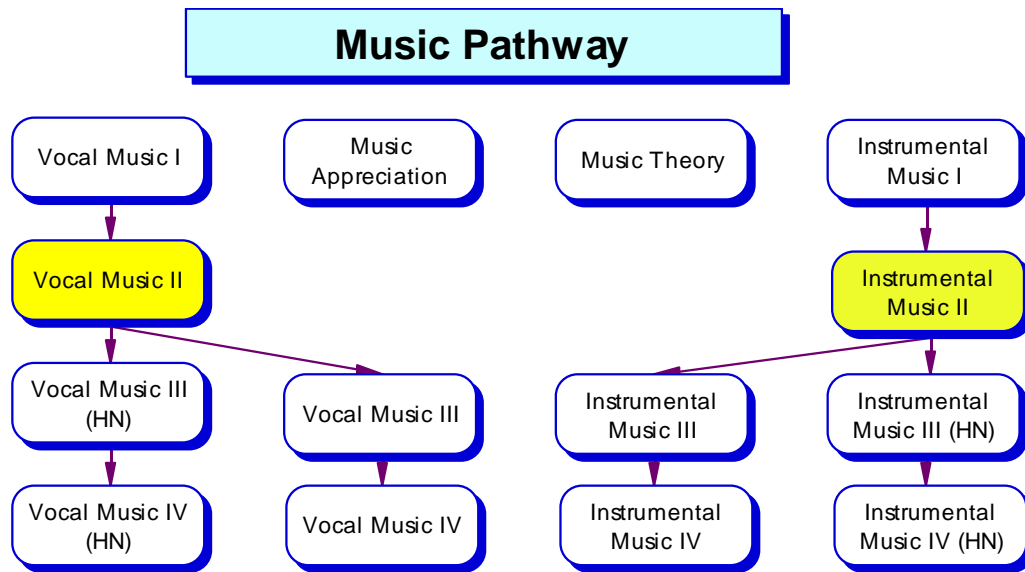 Music Pathway
Vocal Music I
Music
Appreciation
Music Theory
Instrumental
Music I
Vocal Music II
Instrumental
Music II
Vocal Music III
(HN)
Vocal Music III
Instrumental
Music III
Instrumental
Music III (HN)
Vocal Music IV
(HN)
Vocal Music IV
Instrumental
Music IV
Instrumental
Music IV (HN)